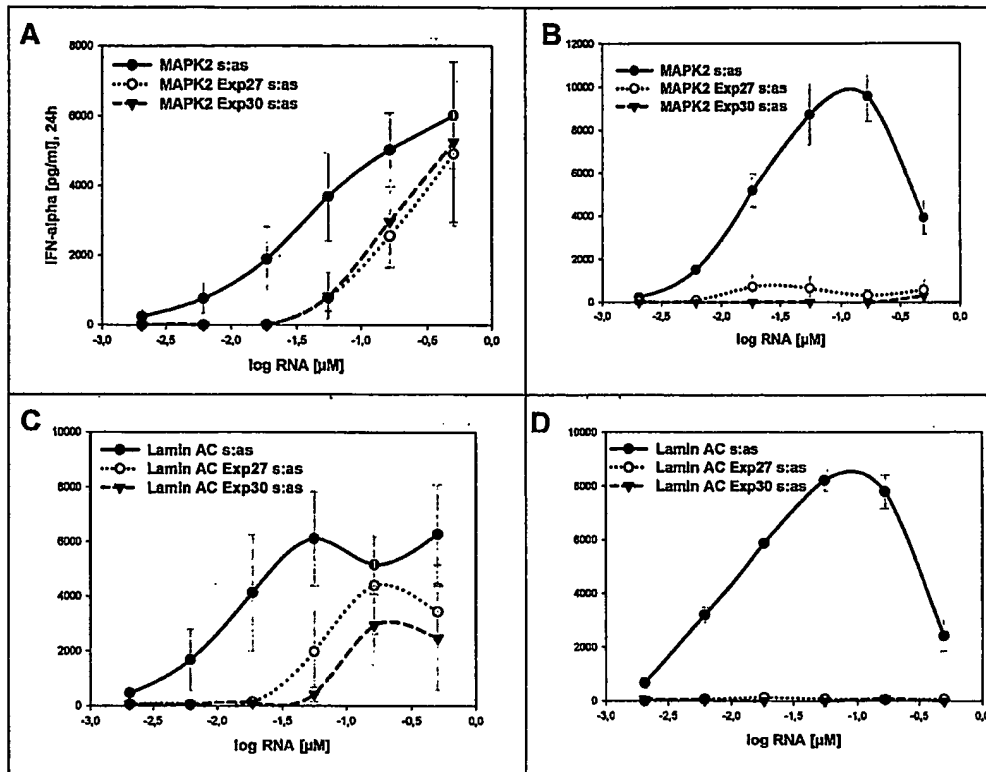 A
8000
6000
4000
2000
0
IFN-alpha [pg/ml], 24h
MAPK2 s:as
MAPK2 Exp27 s:as
MAPK2 Exp30 s:as
-3,0 -2,5 -2,0 -1,5 -1,0 -0,5 0,0
log RNA [µM]
B
12000
10000
8000
6000
4000
2000
0
MAPK2 s:as
MAPK2 Exp27 s:as
MAPK2 Exp30 s:as
-3,0 -2,5 -2,0 -1,5 -1,0 -0,5 0,0
log RNA [µM]
C
10000
8000
6000
4000
2000
0
Lamin AC s:as
Lamin AC Exp27 s:as
Lamin AC Exp30 s:as
-3,0 -2,5 -2,0 -1,5 -1,0 -0,5 0,0
log RNA [µM]
D
10000
8000
6000
4000
2000
0
Lamin AC s:as
Lamin AC Exp27 s:as
Lamin AC Exp30 s:as
-3,0 -2,5 -2,0 -1,5 -1,0 -0,5 0,0
log RNA [µM]